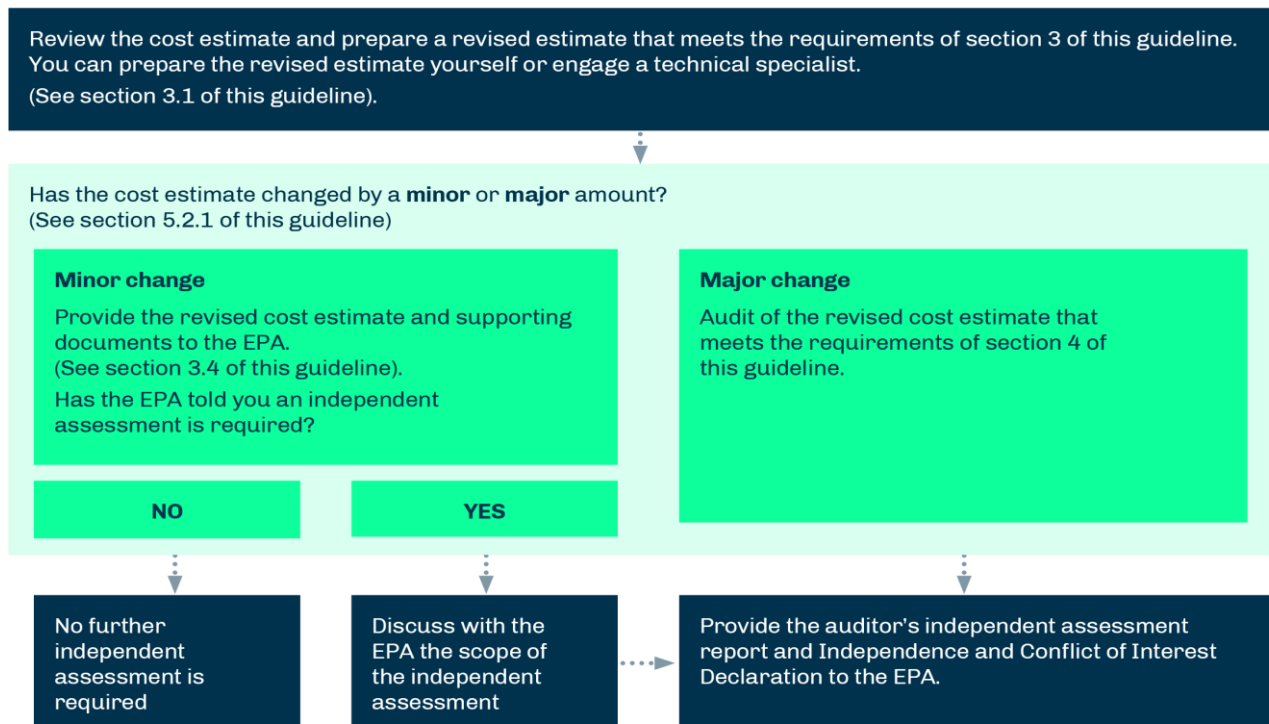 Review the cost estimate and prepare a revised estimate that meets the requirements of section 3 of this guideline.
You can prepare the revised estimate yourself or engage a technical specialist.
(See section 3.1 of this guideline).
Has the cost estimate changed by a minor or major amount?
(See section 5.2.1 of this guideline)
Minor change
Provide the revised cost estimate and supporting
documents to the EPA.
(See section 3.4 of this guideline).
Has the EPA told you an independent
assessment is required?
Major change
Audit of the revised cost estimate that
meets the requirements of section 4 of
this guideline.
NO
YES
No further
independent
assessment is
required
Discuss with the
EPA the scope of
the independent
assessment
Provide the auditor’s independent assessment
report and Independence and Conflict of Interest
Declaration to the EPA.